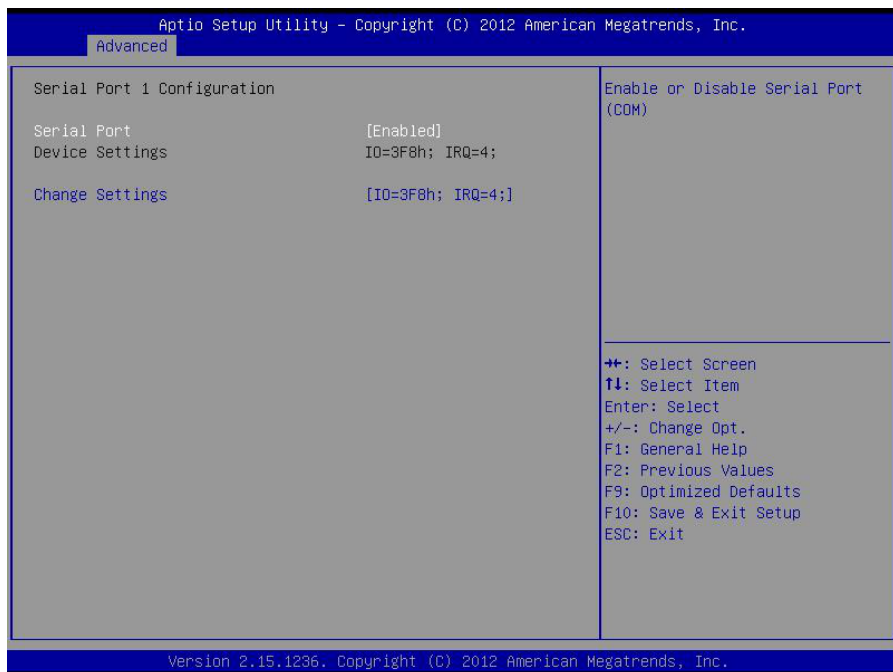 Aptio Setup Utility – Copyright (C) 2012 American Megatrends, Inc.
Advanced
Serial Port 1 Configuration
Serial Port [Enabled]
Device Settings IO=3F8h; IRQ=4;
Change Settings [IO=3F8h; IRQ=4;]
Enable or Disable Serial Port
(COM)
→←: Select Screen
↑↓: Select Item
Enter: Select
+/-: Change Opt.
F1: General Help
F2: Previous Values
F9: Optimized Defaults
F10: Save & Exit Setup
ESC: Exit
Version 2.15.1236. Copyright (C) 2012 American Megatrends, Inc.